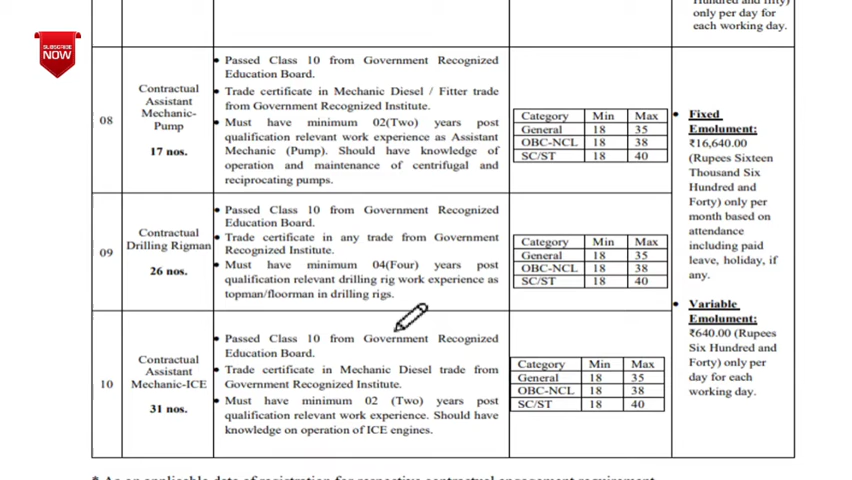 Hundred and fifty)
only per day for
each working day.
SUBSCRIBE
NOW
08
Contractual
Assistant
Mechanic-
Pump
17 nos.
• Passed Class 10 from Government Recognized
Education Board.
• Trade certificate in Mechanic Diesel / Fitter trade
from Government Recognized Institute.
• Must have minimum 02(Two) years post
qualification relevant work experience as Assistant
Mechanic (Pump). Should have knowledge of
operation and maintenance of centrifugal and
reciprocating pumps.
Category Min Max
General 18 35
OBC-NCL 18 38
SC/ST 18 40
09
Contractual
Drilling Rigman
26 nos.
• Passed Class 10 from Government Recognized
Education Board.
• Trade certificate in any trade from Government
Recognized Institute.
• Must have minimum 04(Four) years post
qualification relevant drilling rig work experience as
topman/floorman in drilling rigs.
Category Min Max
General 18 35
OBC-NCL 18 38
SC/ST 18 40
10
Contractual
Assistant
Mechanic-ICE
31 nos.
• Passed Class 10 from Government Recognized
Education Board.
• Trade certificate in Mechanic Diesel trade from
Government Recognized Institute.
• Must have minimum 02 (Two) years post
qualification relevant work experience. Should have
knowledge on operation of ICE engines.
Category Min Max
General 18 35
OBC-NCL 18 38
SC/ST 18 40
• Fixed
Emolument:
₹16,640.00
(Rupees Sixteen
Thousand Six
Hundred and
Forty) only per
month based on
attendance
including paid
leave, holiday, if
any.
• Variable
Emolument:
₹640.00 (Rupees
Six Hundred and
Forty) only per
day for each
working day.
* As on applicable date of registration for respective contractual engagement requirement